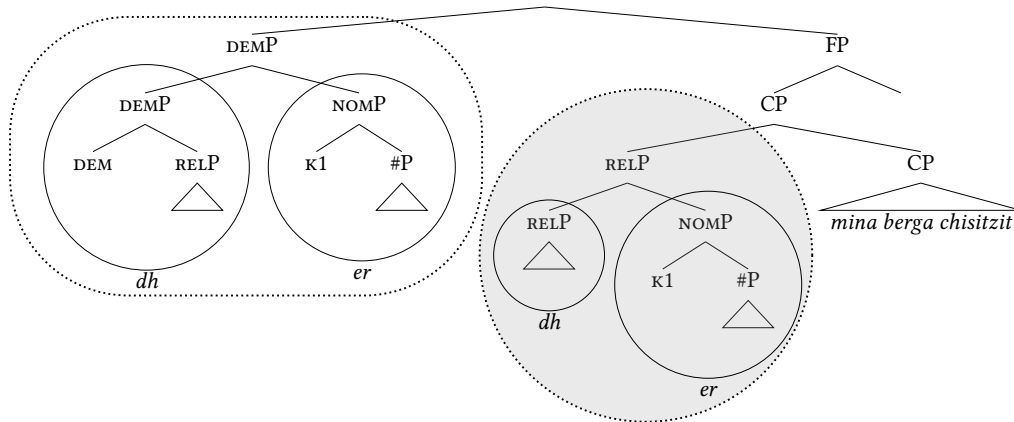 DEMP FP
DEMP NOMP CP
DEM RELP K1 #P RELP CP
RELP NOMP mina berga chisitzit
dh er K1 #P
dh
er